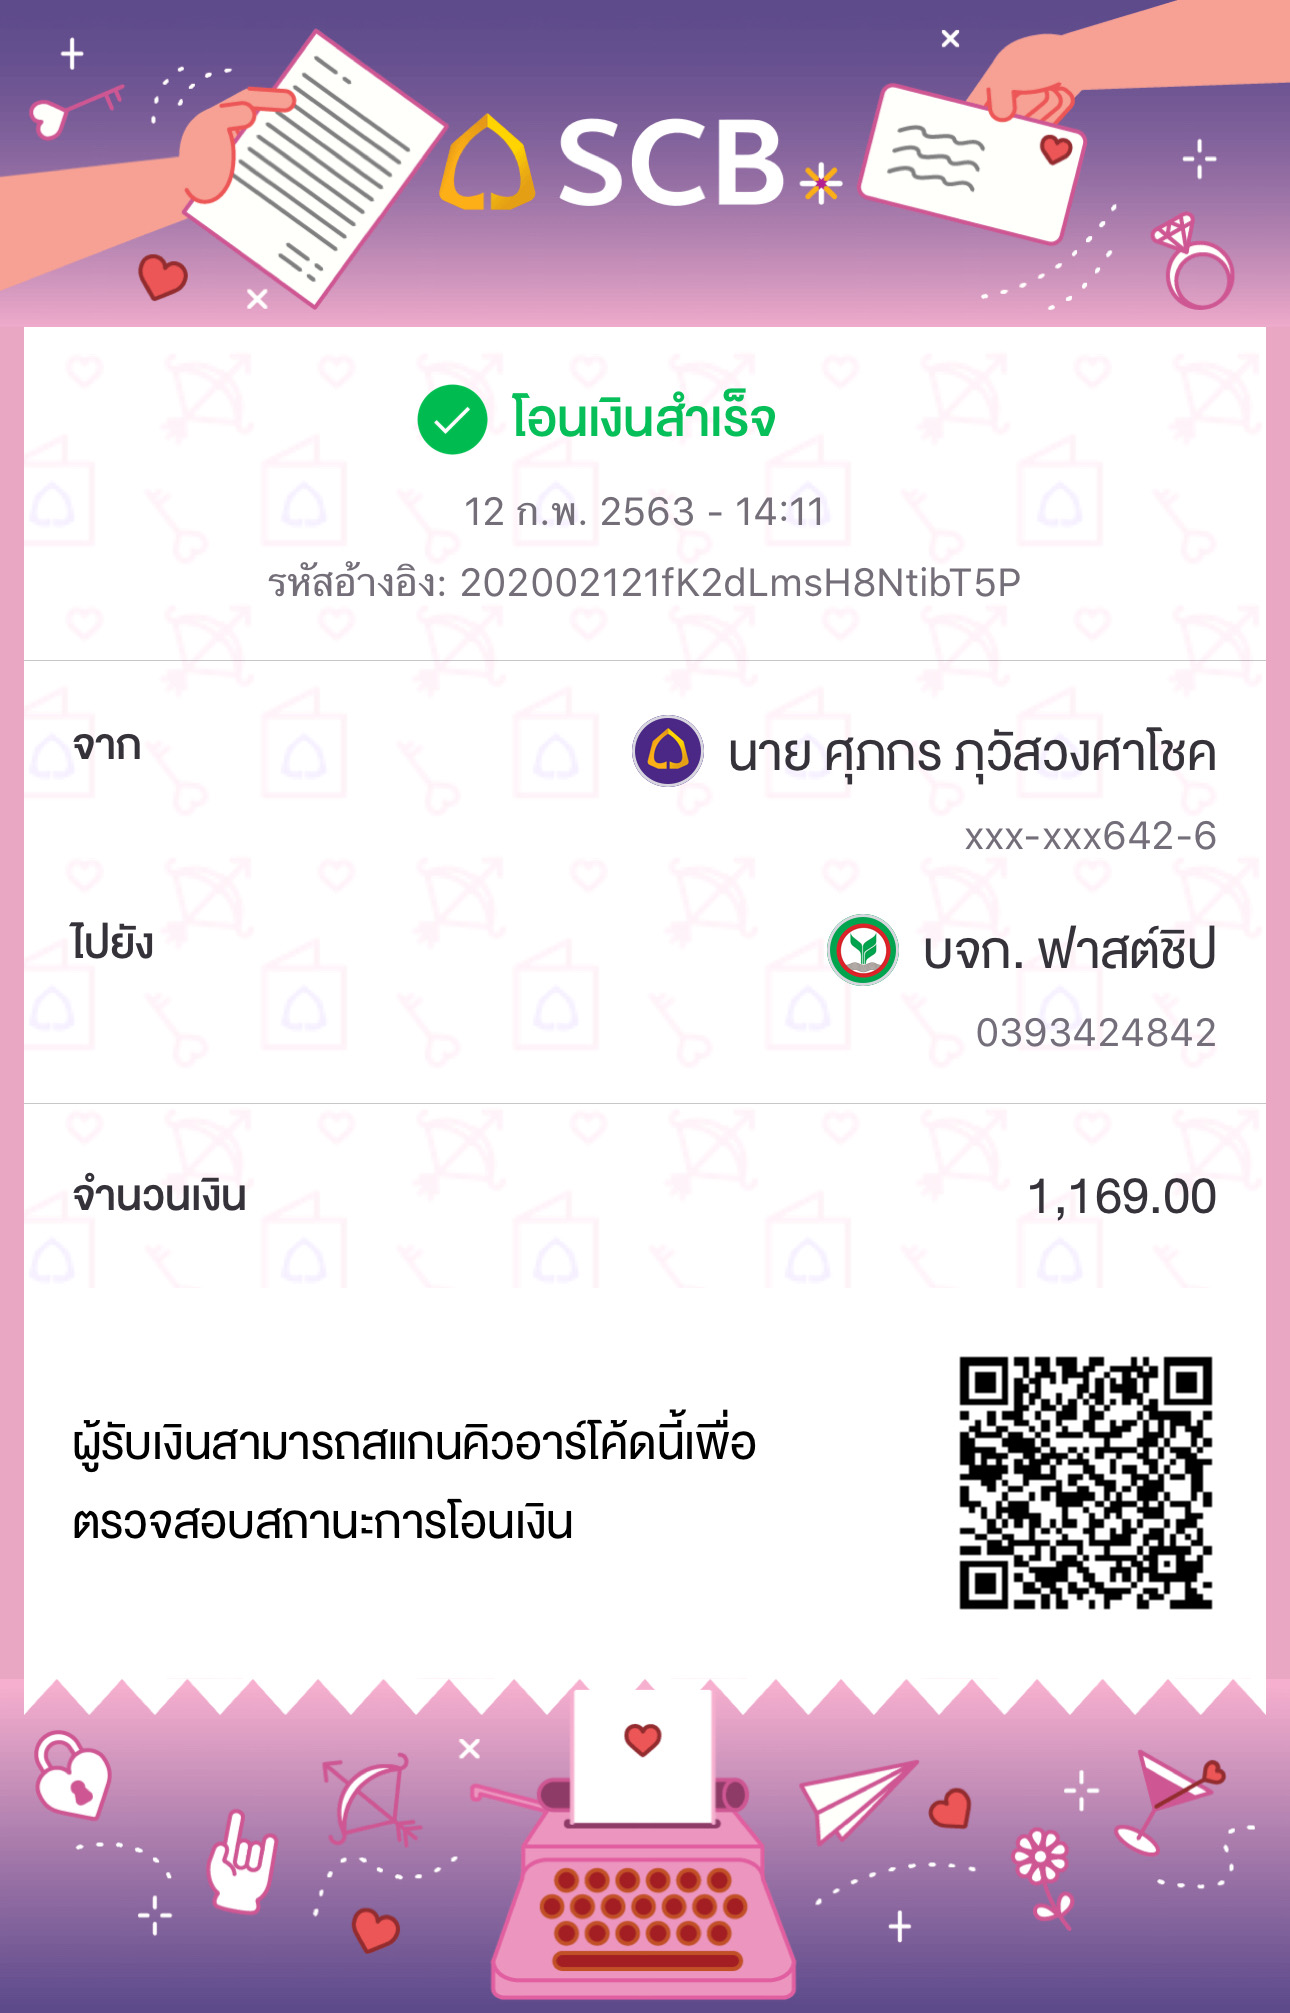 SCB
โอนเงินสำเร็จ
12 ก.พ. 2563 - 14:11
รหัสอ้างอิง: 202002121fK2dLmsH8NtibT5P
จาก
นาย ศุภกร ภุวัสวงศาโชค
xxx-xxx642-6
ไปยัง
บจก. ฟาสต์ชิป
0393424842
จำนวนเงิน 1,169.00
ผู้รับเงินสามารถสแกนคิวอาร์โค้ดนี้เพื่อ
ตรวจสอบสถานะการโอนเงิน